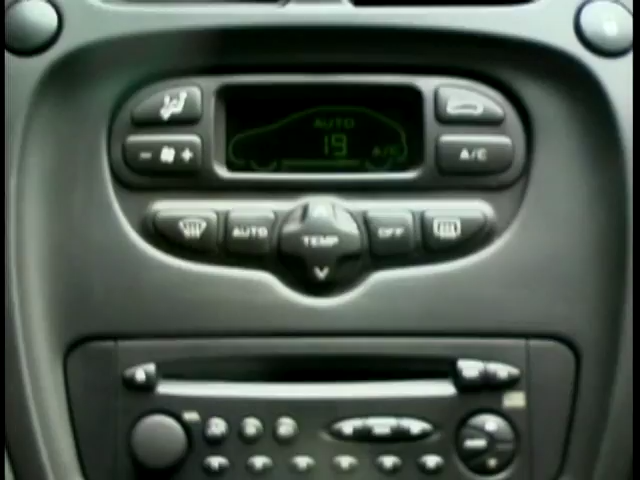 AUTO
19 A/C
- +
A/C
AUTO
TEMP
OFF